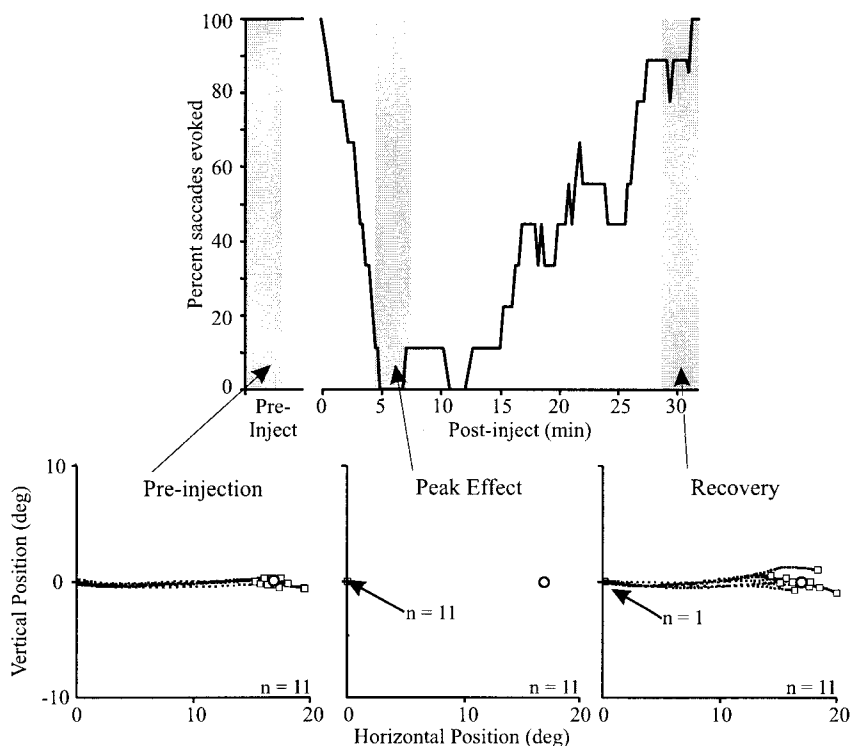 100
80
60
40
20
0
Percent saccades evoked
Pre-
Inject
0 5 10 15 20 25 30
Post-inject (min)
Pre-injection
Peak Effect
Recovery
10
0
-10
Vertical Position (deg)
n = 11
n = 1
n = 11
n = 11
n = 11
0 10 20
0 10 20
0 10 20
Horizontal Position (deg)